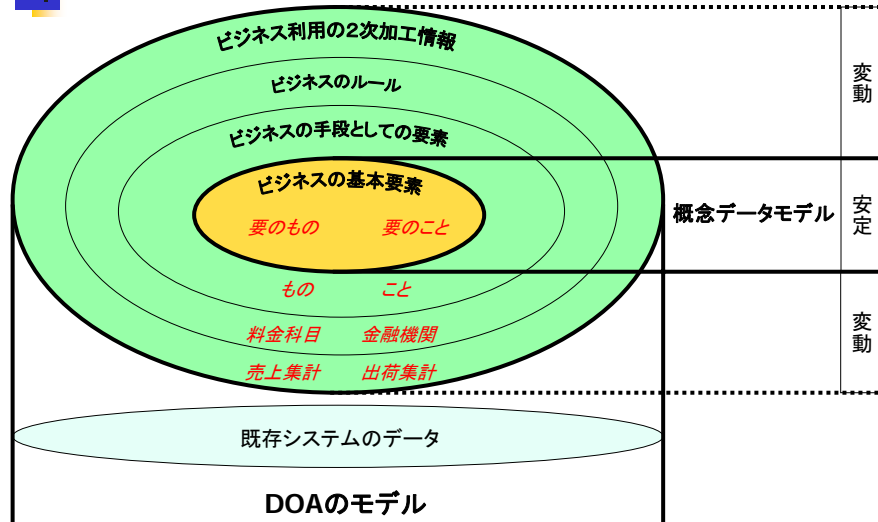 ビジネス利用の2次加工情報
ビジネスのルール
ビジネスの手段としての要素
ビジネスの基本要素
要のもの 要のこと
もの こと
料金科目 金融機関
売上集計 出荷集計
既存システムのデータ
DOAのモデル
概念データモデル
変動
安定
変動